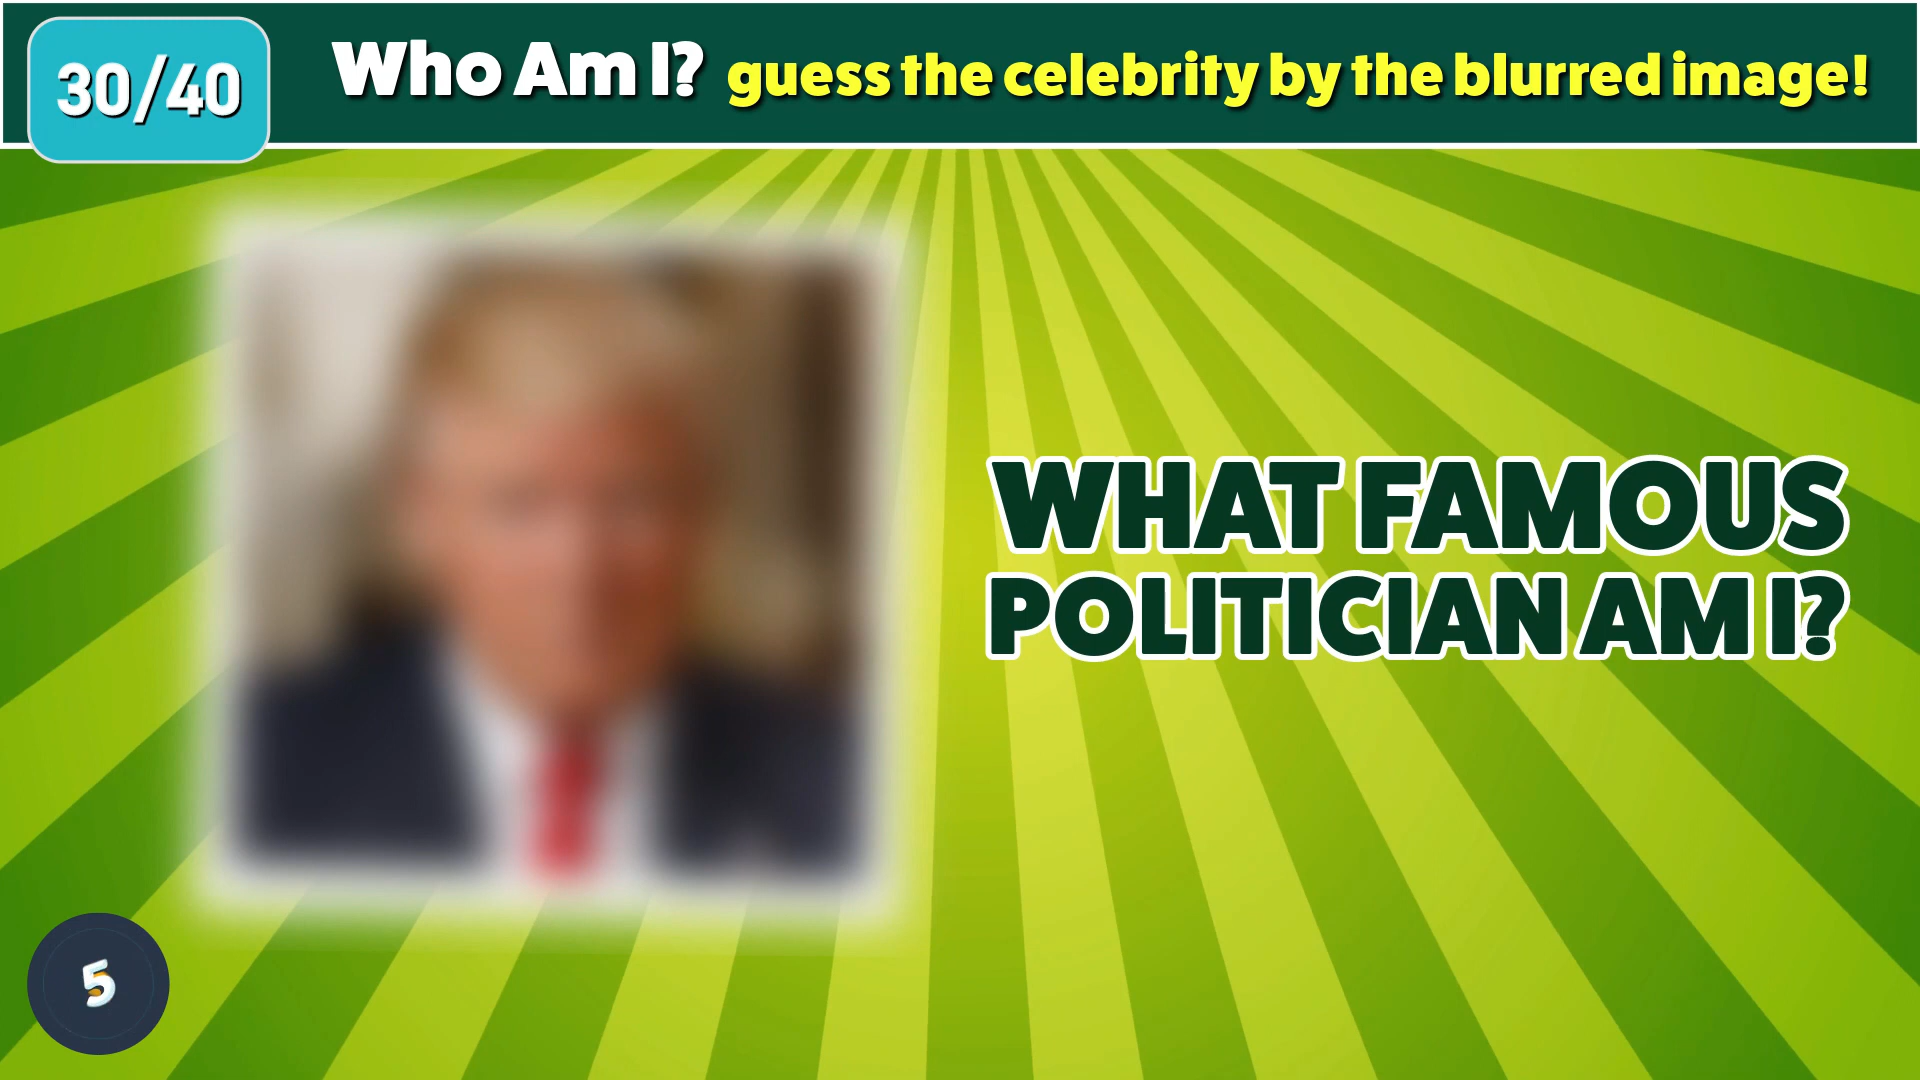 30/40
Who Am I? guess the celebrity by the blurred image!
WHAT FAMOUS
POLITICIAN AM I?
5